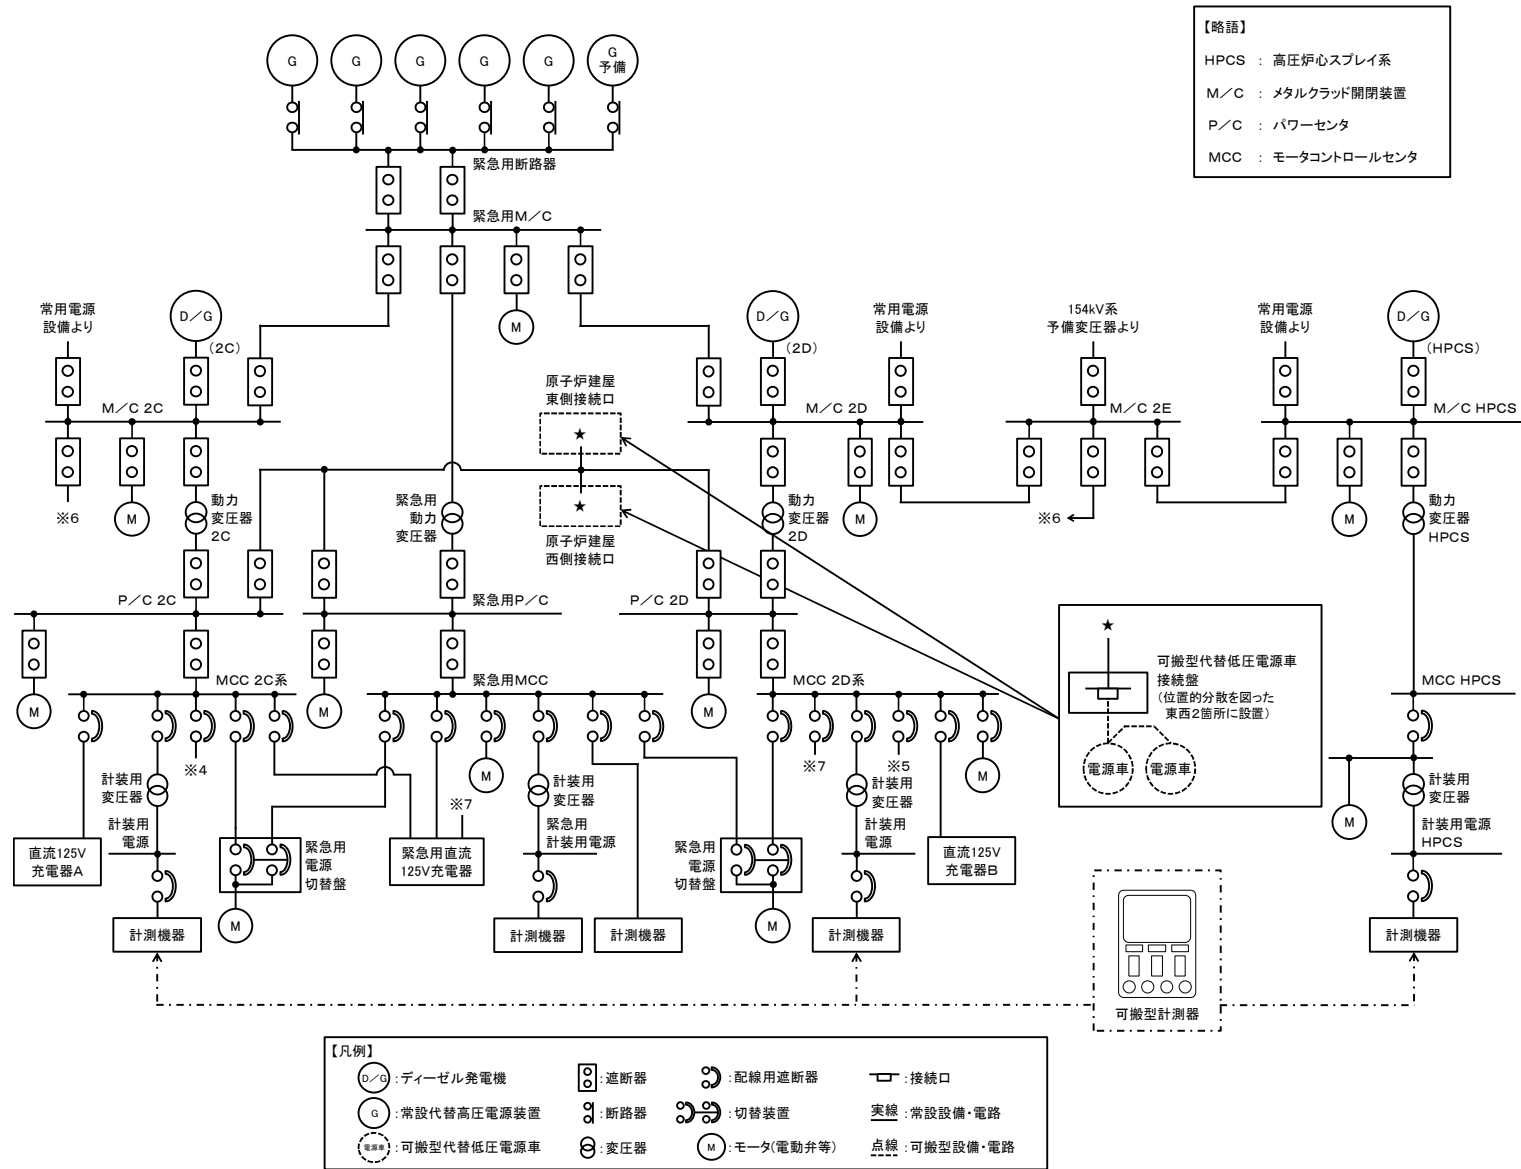 【略語】
HPCS : 高圧炉心スプレイ系
M/C : メタルクラッド開閉装置
P/C : パワーセンタ
MCC : モータコントロールセンタ
G
G
G
G
G
G
予備
緊急用断路器
緊急用M/C
M
常用電源
設備より
D/G
(2C)
M/C 2C
※6
M
動力
変圧器
2C
原子炉建屋
東側接続口
★
★
原子炉建屋
西側接続口
緊急用
動力
変圧器
D/G
(2D)
常用電源
設備より
M/C 2D
動力
変圧器
2D
M
154kV系
予備変圧器より
M/C 2E
※6
常用電源
設備より
D/G
(HPCS)
M/C HPCS
M
動力
変圧器
HPCS
P/C 2C
緊急用P/C
P/C 2D
M
M
M
MCC 2C系
緊急用MCC
MCC 2D系
MCC HPCS
★
可搬型代替低圧電源車
接続盤
(位置的分散を図った
東西2箇所に設置)
電源車
電源車
※4
計装用
変圧器
計装用
電源
直流125V
充電器A
緊急用
電源
切替盤
M
計測機器
※7
緊急用直流
125V充電器
M
計装用
変圧器
緊急用
計装用電源
計測機器
計測機器
緊急用
電源
切替盤
M
※7
※5
計装用
変圧器
計装用
電源
計測機器
直流125V
充電器B
M
M
計装用
変圧器
計装用電源
HPCS
計測機器
可搬型計測器
【凡例】
D/G :ディーゼル発電機
:遮断器
:配線用遮断器
:接続口
G :常設代替高圧電源装置
:断路器
:切替装置
実線 :常設設備・電路
電源車 :可搬型代替低圧電源車
:変圧器
M :モータ(電動弁等)
点線 :可搬型設備・電路